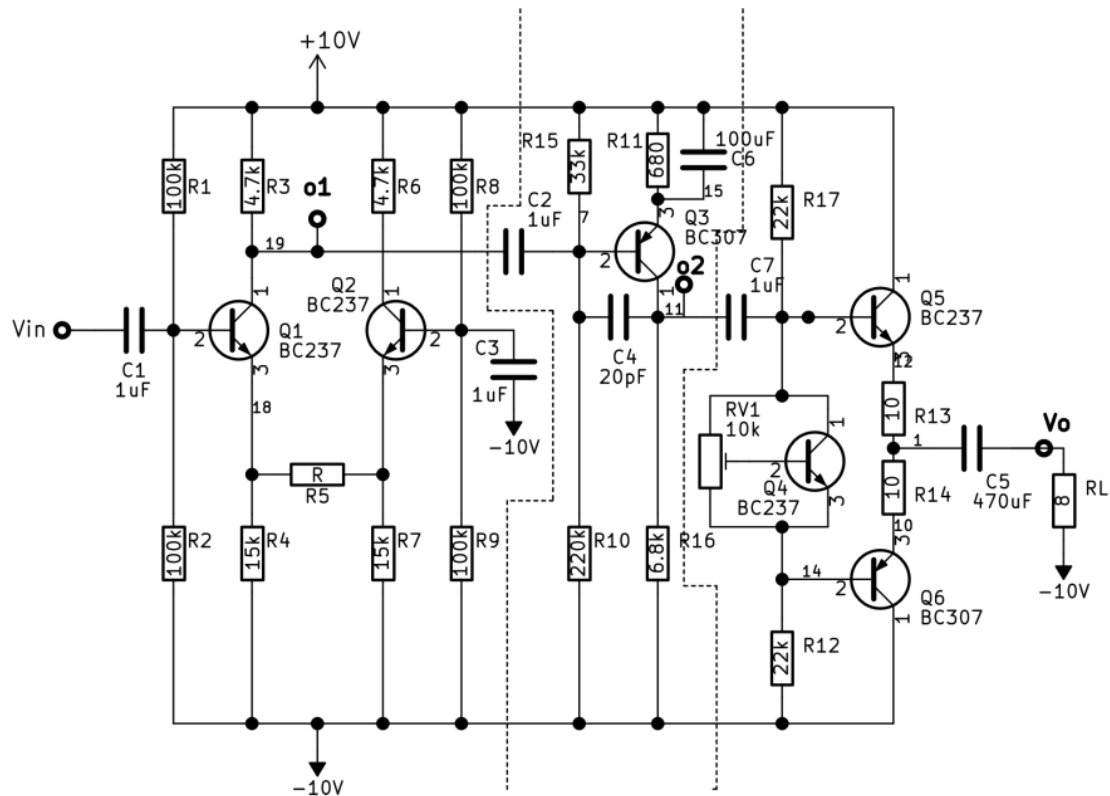 +10V
R1
100k
R3
4.7k
o1
19
R6
4.7k
R8
100k
C2
1uF
R15
33k
7
R11
680
100uF
C6
15
3
Q3
BC307
2
1
o2
11
C7
1uF
R17
22k
1
Q5
BC237
2
3
12
Vin
C1
1uF
2
1
Q1
BC237
3
18
Q2
BC237
1
2
3
C3
1uF
-10V
C4
20pF
RV1
10k
1
2
Q4
BC237
3
10
R13
Vo
1
C5
470uF
10
R14
RL
8
-10V
R
R5
R2
100k
R4
15k
R7
15k
R9
100k
R10
220k
R16
6.8k
14
2
10
3
Q6
BC307
1
R12
22k
-10V